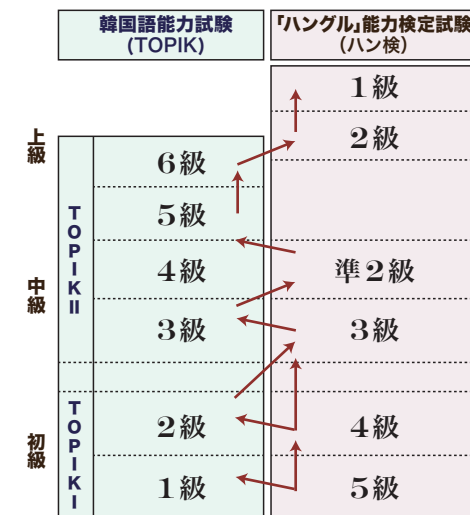 韓国語能力試験
(TOPIK)
「ハングル」能力検定試験
(ハン検)
1級
上級
2級
6級
5級
TOPIKⅡ
中級
4級
準2級
3級
3級
初級
TOPIKⅠ
2級
4級
1級
5級